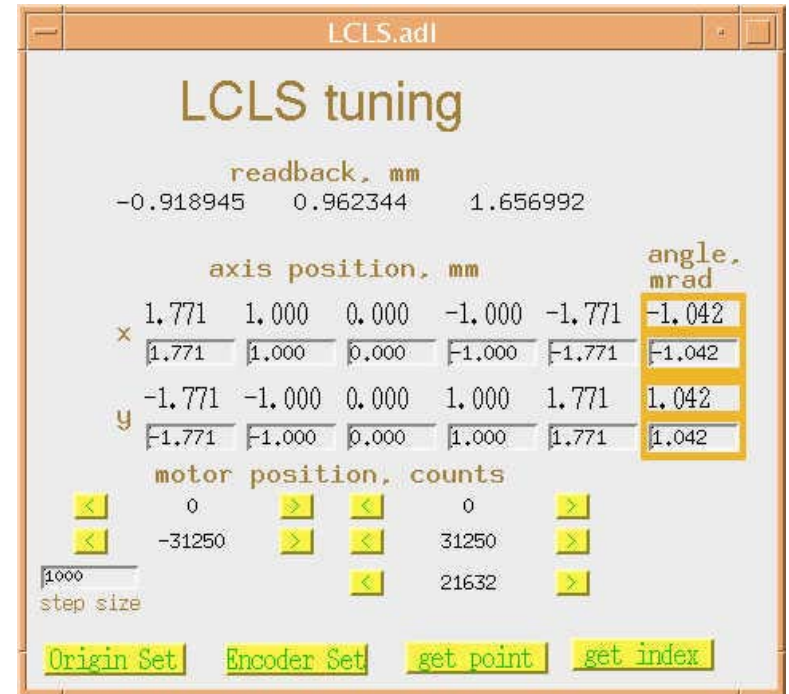 LCLS.adl
LCLS tuning
readback, mm
-0.918945 0.962344 1.656992
axis position, mm angle, mrad
x 1.771 1.000 0.000 -1.000 -1.771 -1.042
1.771 1.000 0.000 -1.000 -1.771 -1.042
y -1.771 -1.000 0.000 1.000 1.771 1.042
-1.771 -1.000 0.000 1.000 1.771 1.042
motor position, counts
< 0 > < 0 >
< -31250 > < 31250 >
1000 < 21632 >
step size
Origin Set Encoder Set get point get index